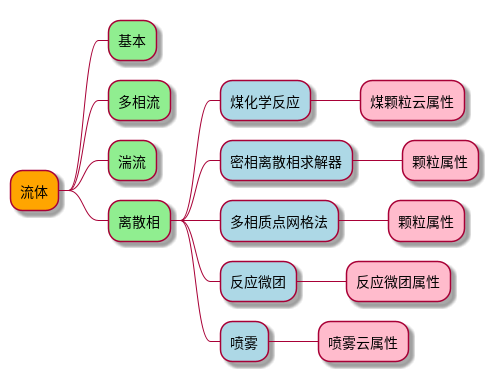 流体
基本
多相流
湍流
离散相
煤化学反应
煤颗粒云属性
密相离散相求解器
颗粒属性
多相质点网格法
颗粒属性
反应微团
反应微团属性
喷雾
喷雾云属性